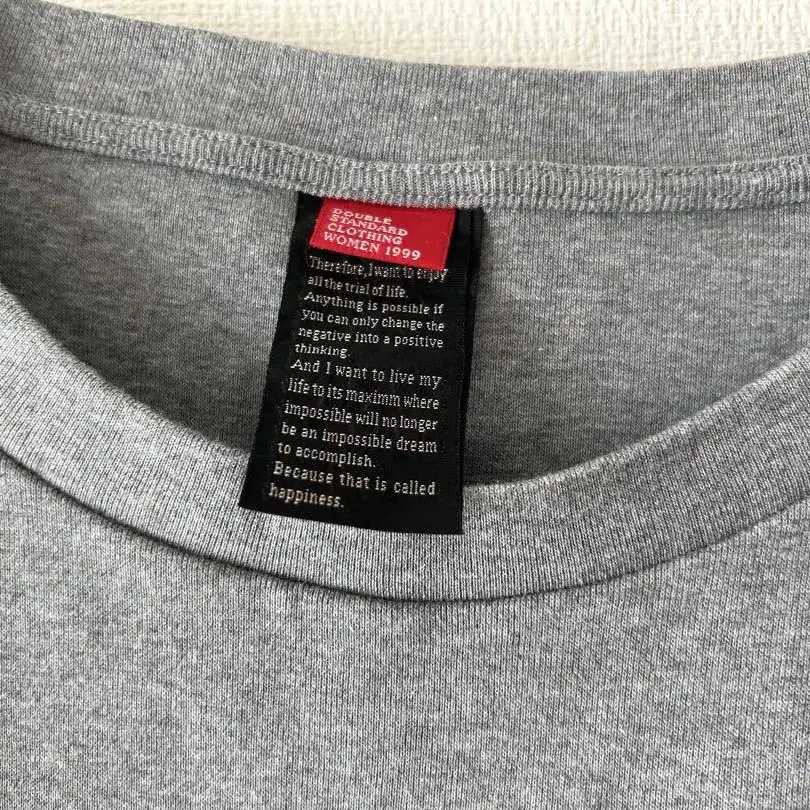 DOUBLE
STANDARD
CLOTHING
WOMEN 1999
Therefore, I want to enjoy
all the trial of life.
Anything is possible if
you can only change the
negative into a positive
thinking.
And I want to live my
life to its maximm where
impossible will no longer
be an impossible dream
to accomplish.
Because that is called
happiness.